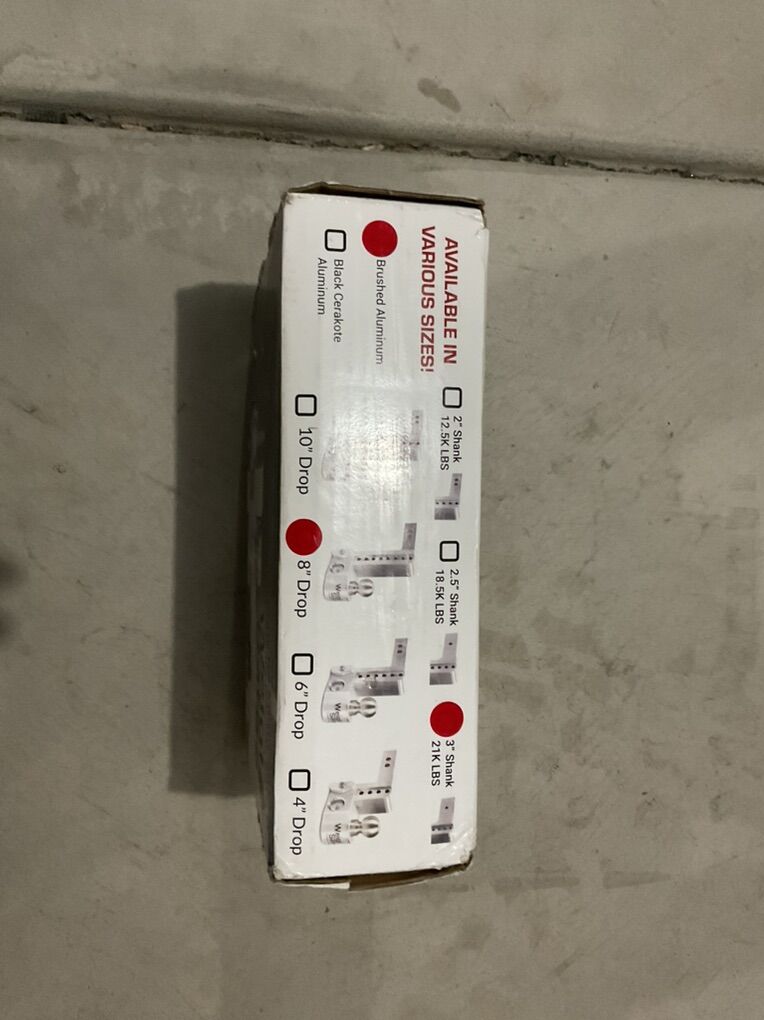 AVAILABLE IN
VARIOUS SIZES!
Brushed Aluminum
Black Cerakote
Aluminum
2" Shank
12.5K LBS
2.5" Shank
18.5K LBS
3" Shank
21K LBS
10" Drop
8" Drop
6" Drop
4" Drop